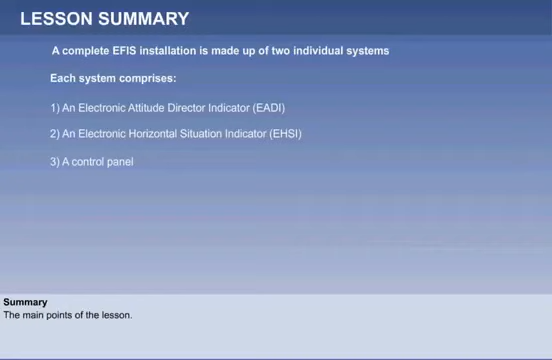 LESSON SUMMARY
A complete EFIS installation is made up of two individual systems
Each system comprises:
1) An Electronic Attitude Director Indicator (EADI)
2) An Electronic Horizontal Situation Indicator (EHSI)
3) A control panel
Summary
The main points of the lesson.